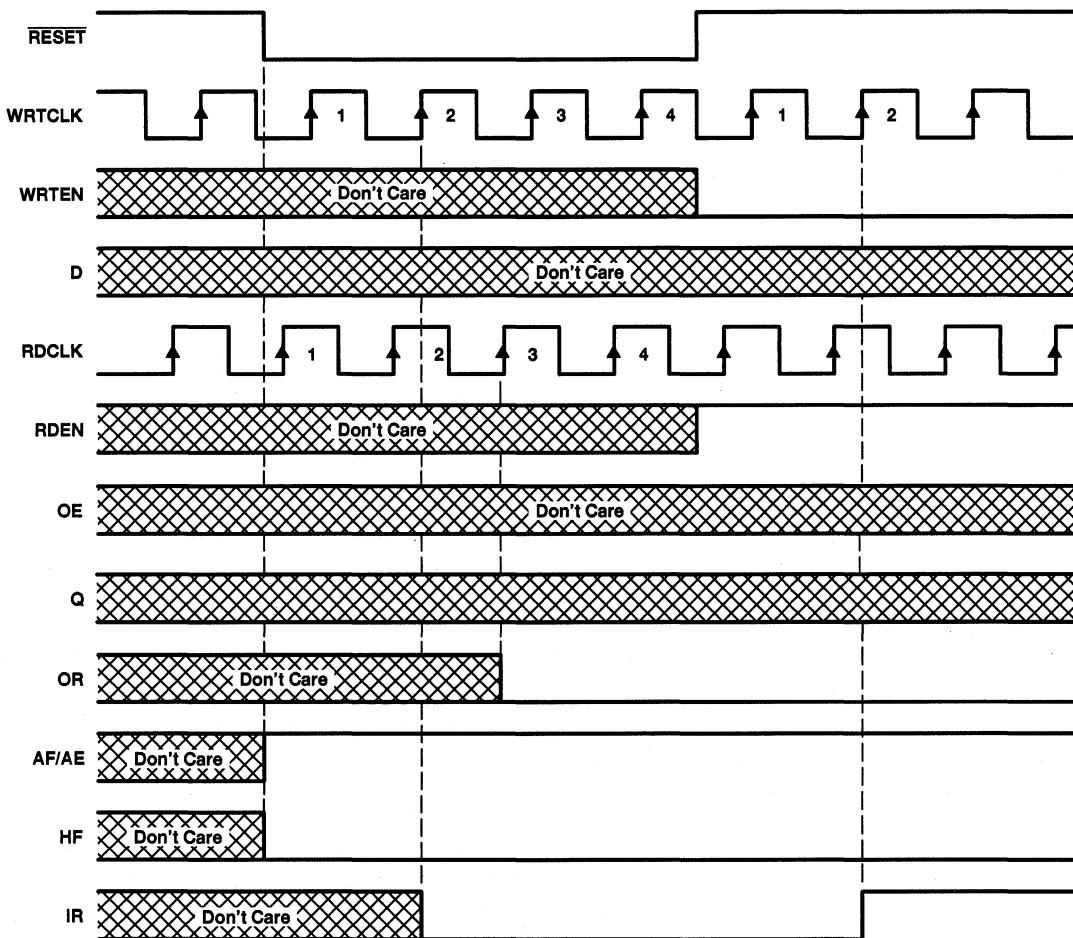 RESET
WRTCLK 1 2 3 4 1 2
WRTEN Don't Care
D Don't Care
RDCLK 1 2 3 4
RDEN Don't Care
OE Don't Care
Q
OR Don't Care
AF/AE Don't Care
HF Don't Care
IR Don't Care